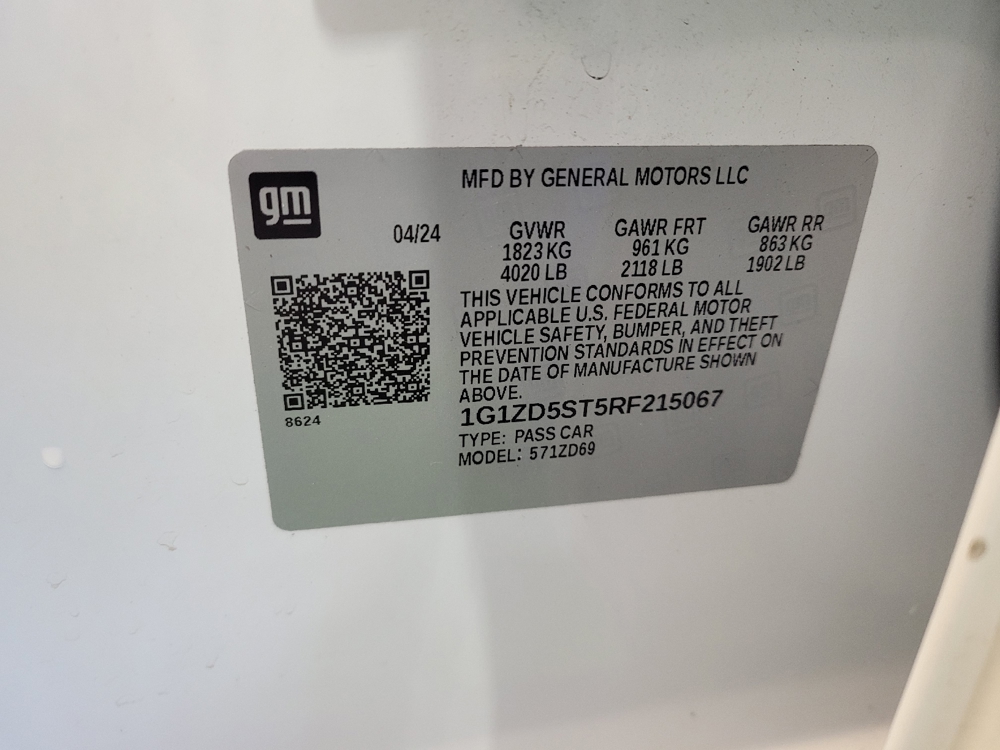 gm
MFD BY GENERAL MOTORS LLC
04/24
GVWR GAWR FRT GAWR RR
1823 KG 961 KG 863 KG
4020 LB 2118 LB 1902 LB
THIS VEHICLE CONFORMS TO ALL
APPLICABLE U.S. FEDERAL MOTOR
VEHICLE SAFETY, BUMPER, AND THEFT
PREVENTION STANDARDS IN EFFECT ON
THE DATE OF MANUFACTURE SHOWN
ABOVE.
8624
1G1ZD5ST5RF215067
TYPE: PASS CAR
MODEL: 571ZD69